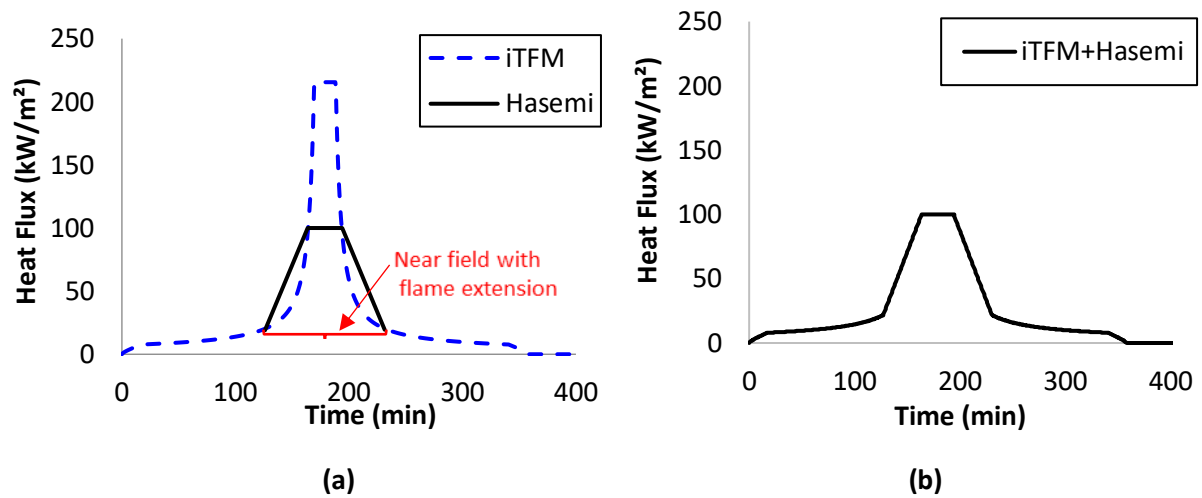 250
200
150
100
50
0
Heat Flux (kW/m²)
iTFM
Hasemi
Near field with
flame extension
0
100
200
300
400
Time (min)
(a)
250
200
150
100
50
0
Heat Flux (kW/m²)
iTFM+Hasemi
0
100
200
300
400
Time (min)
(b)